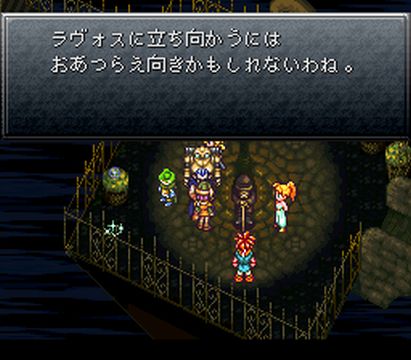 ラヴォスに立ち向かうには
おあつらえ向きかもしれないわね。